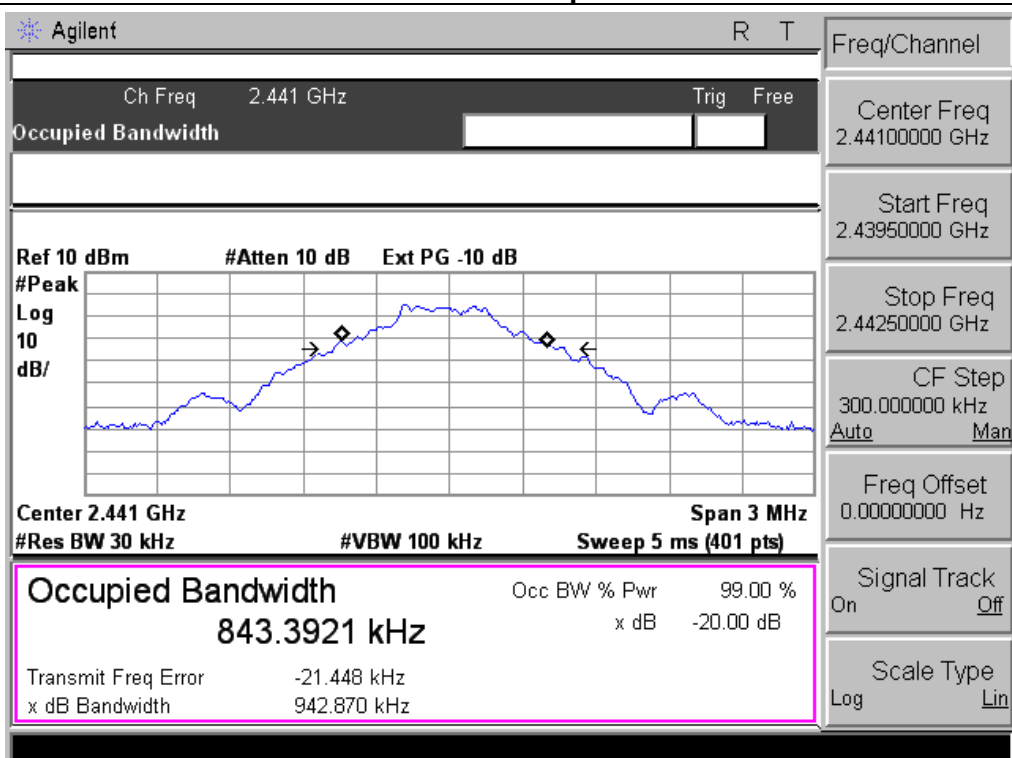 Agilent R T
Freq/Channel
Ch Freq 2.441 GHz Trig Free
Occupied Bandwidth
Center Freq
2.44100000 GHz
Start Freq
2.43950000 GHz
Ref 10 dBm #Atten 10 dB Ext PG -10 dB
#Peak
Log
10
dB/
Stop Freq
2.44250000 GHz
CF Step
300.000000 kHz
Auto Man
Center 2.441 GHz Span 3 MHz
#Res BW 30 kHz #VBW 100 kHz Sweep 5 ms (401 pts)
Freq Offset
0.00000000 Hz
Occupied Bandwidth
843.3921 kHz
Occ BW % Pwr 99.00 %
x dB -20.00 dB
Transmit Freq Error -21.448 kHz
x dB Bandwidth 942.870 kHz
Signal Track
On Off
Scale Type
Log Lin